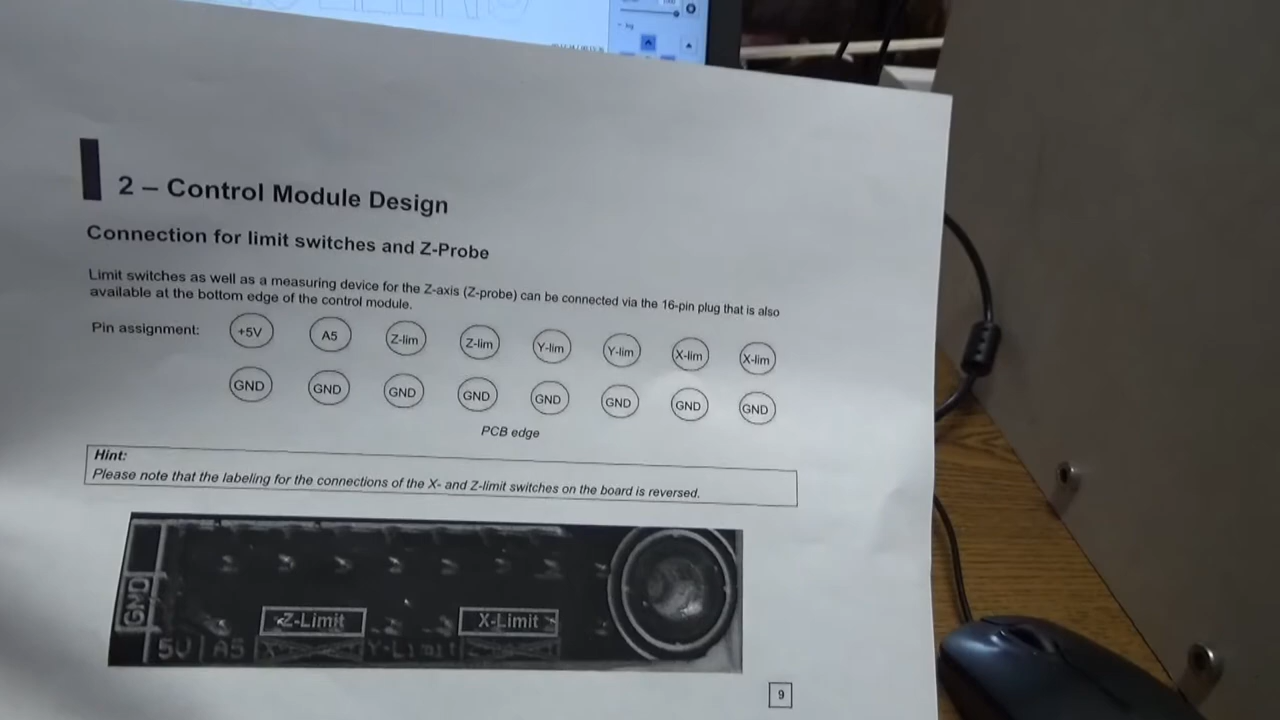 2 – Control Module Design
Connection for limit switches and Z-Probe
Limit switches as well as a measuring device for the Z-axis (Z-probe) can be connected via the 16-pin plug that is also
available at the bottom edge of the control module.
Pin assignment: +5V A5 Z-lim Z-lim Y-lim Y-lim X-lim X-lim
GND GND GND GND GND GND GND GND
PCB edge
Hint:
Please note that the labeling for the connections of the X- and Z-limit switches on the board is reversed.
GND
Z-Limit X-Limit
5V A5 Y-Limit
9